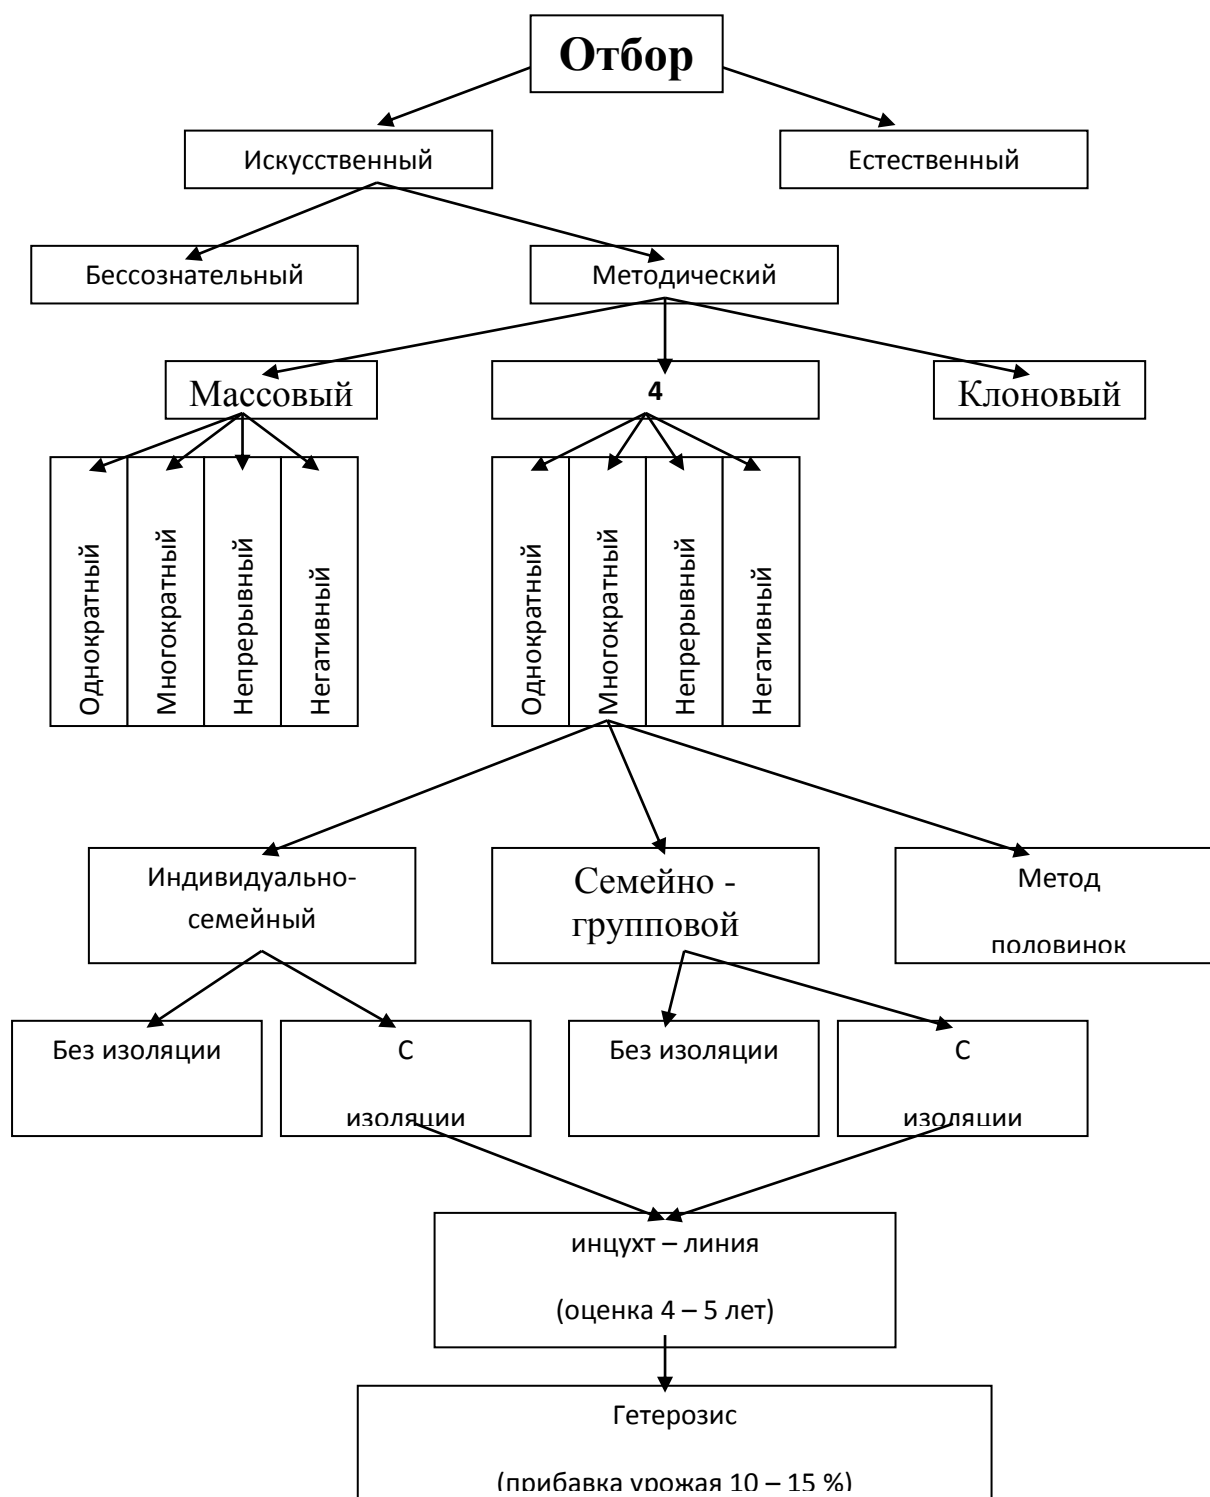 Отбор
Искусственный
Естественный
Бессознательный
Методический
Массовый
4
Клоновый
Однократный
Многократный
Непрерывный
Негативный
Однократный
Многократный
Непрерывный
Негативный
Индивидуально-
семейный
Семейно -
групповой
Метод
половинок
Без изоляции
С
изоляции
Без изоляции
С
изоляции
инцухт – линия
(оценка 4 – 5 лет)
Гетерозис
(прибавка урожая 10 – 15 %)